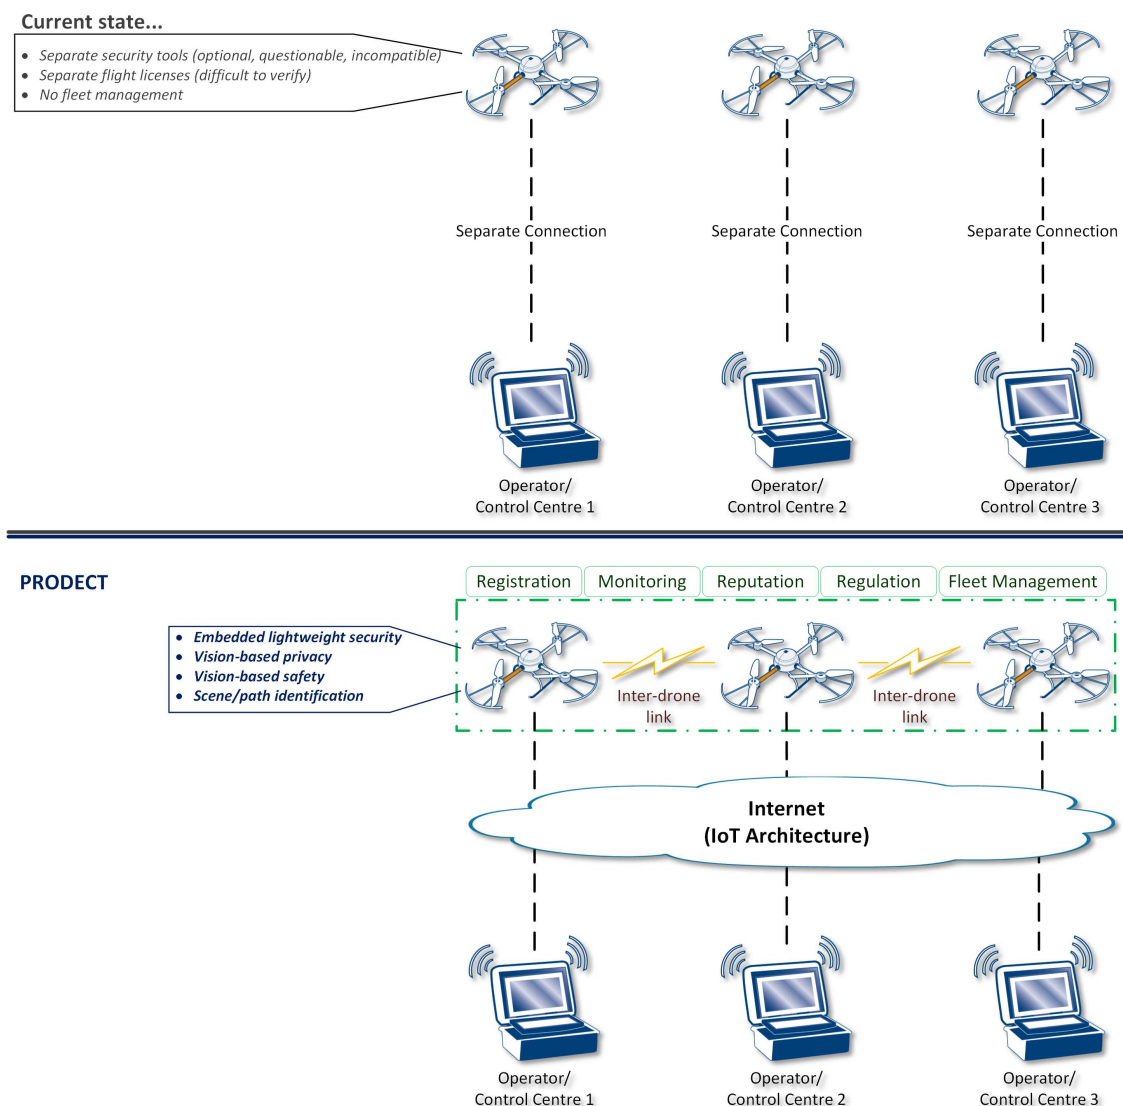 Current state...
• Separate security tools (optional, questionable, incompatible)
• Separate flight licenses (difficult to verify)
• No fleet management
Separate Connection
Separate Connection
Separate Connection
Operator/
Control Centre 1
Operator/
Control Centre 2
Operator/
Control Centre 3
PRODECT
Registration
Monitoring
Reputation
Regulation
Fleet Management
• Embedded lightweight security
• Vision-based privacy
• Vision-based safety
• Scene/path identification
Inter-drone
link
Inter-drone
link
Internet
(IoT Architecture)
Operator/
Control Centre 1
Operator/
Control Centre 2
Operator/
Control Centre 3